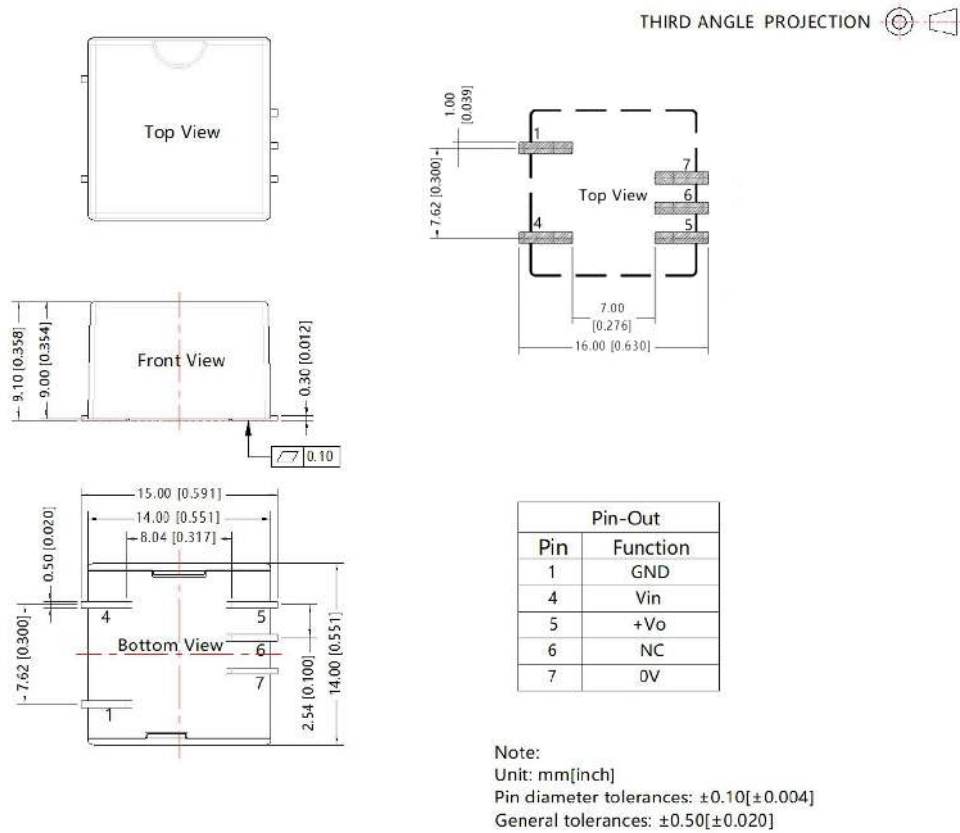 THIRD ANGLE PROJECTION
Top View
1.00
[0.039]
7.62 [0.300]
1
4
Top View
7
6
5
7.00
[0.276]
16.00 [0.630]
9.10 [0.358]
9.00 [0.354]
Front View
0.30 [0.012]
0.10
15.00 [0.591]
14.00 [0.551]
8.04 [0.317]
0.50 [0.020]
7.62 [0.300]
4
5
Bottom View
6
7
1
2.54 [0.100]
14.00 [0.551]
Pin-Out
Pin Function
1 GND
4 Vin
5 +Vo
6 NC
7 0V
Note:
Unit: mm[inch]
Pin diameter tolerances: ±0.10[±0.004]
General tolerances: ±0.50[±0.020]